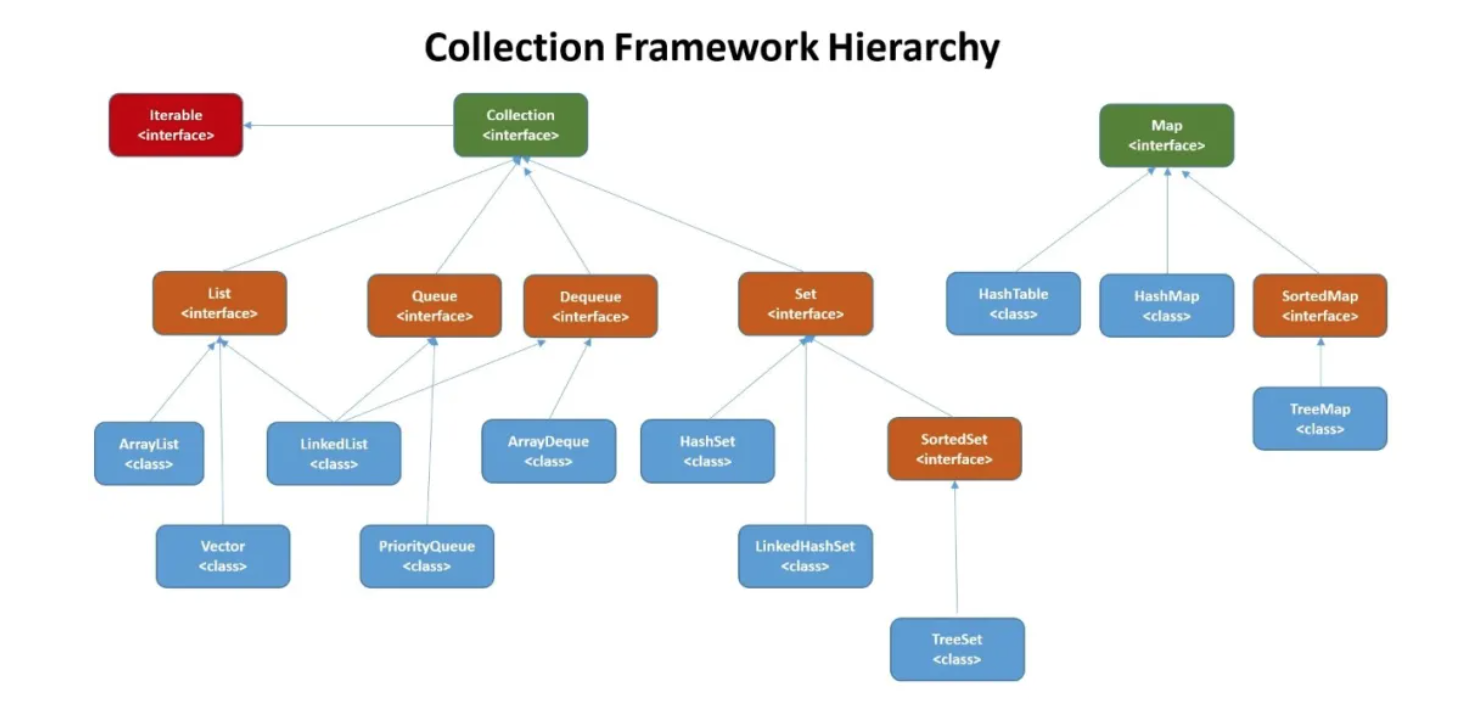 Collection Framework Hierarchy
Iterable
<interface>
Collection
<interface>
Map
<interface>
List
<interface>
Queue
<interface>
Dequeue
<interface>
Set
<interface>
HashTable
<class>
HashMap
<class>
SortedMap
<interface>
ArrayList
<class>
LinkedList
<class>
ArrayDeque
<class>
HashSet
<class>
SortedSet
<interface>
TreeMap
<class>
Vector
<class>
PriorityQueue
<class>
LinkedHashSet
<class>
TreeSet
<class>